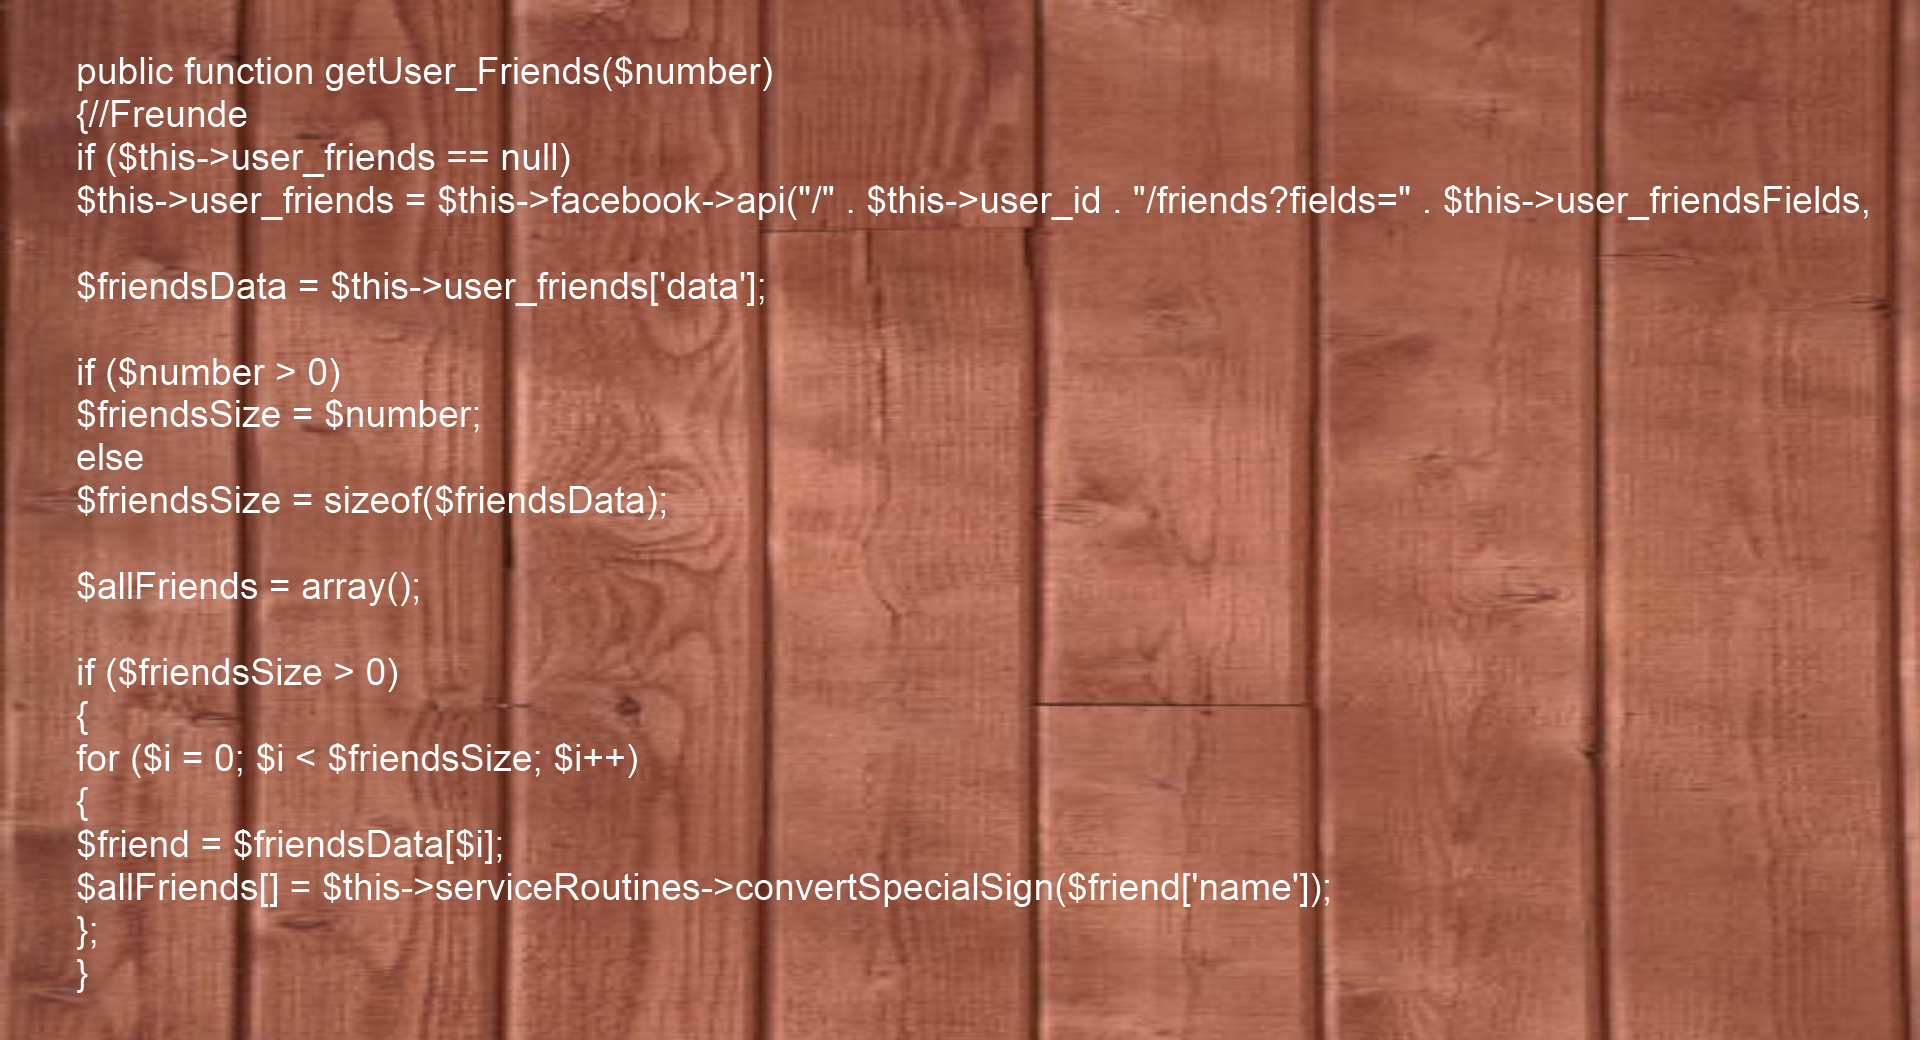 public function getUser_Friends($number)
{//Freunde
if ($this->user_friends == null)
$this->user_friends = $this->facebook->api("/" . $this->user_id . "/friends?fields=" . $this->user_friendsFields,
$friendsData = $this->user_friends['data'];
if ($number > 0)
$friendsSize = $number;
else
$friendsSize = sizeof($friendsData);
$allFriends = array();
if ($friendsSize > 0)
{
for ($i = 0; $i < $friendsSize; $i++)
{
$friend = $friendsData[$i];
$allFriends[] = $this->serviceRoutines->convertSpecialSign($friend['name']);
};
}